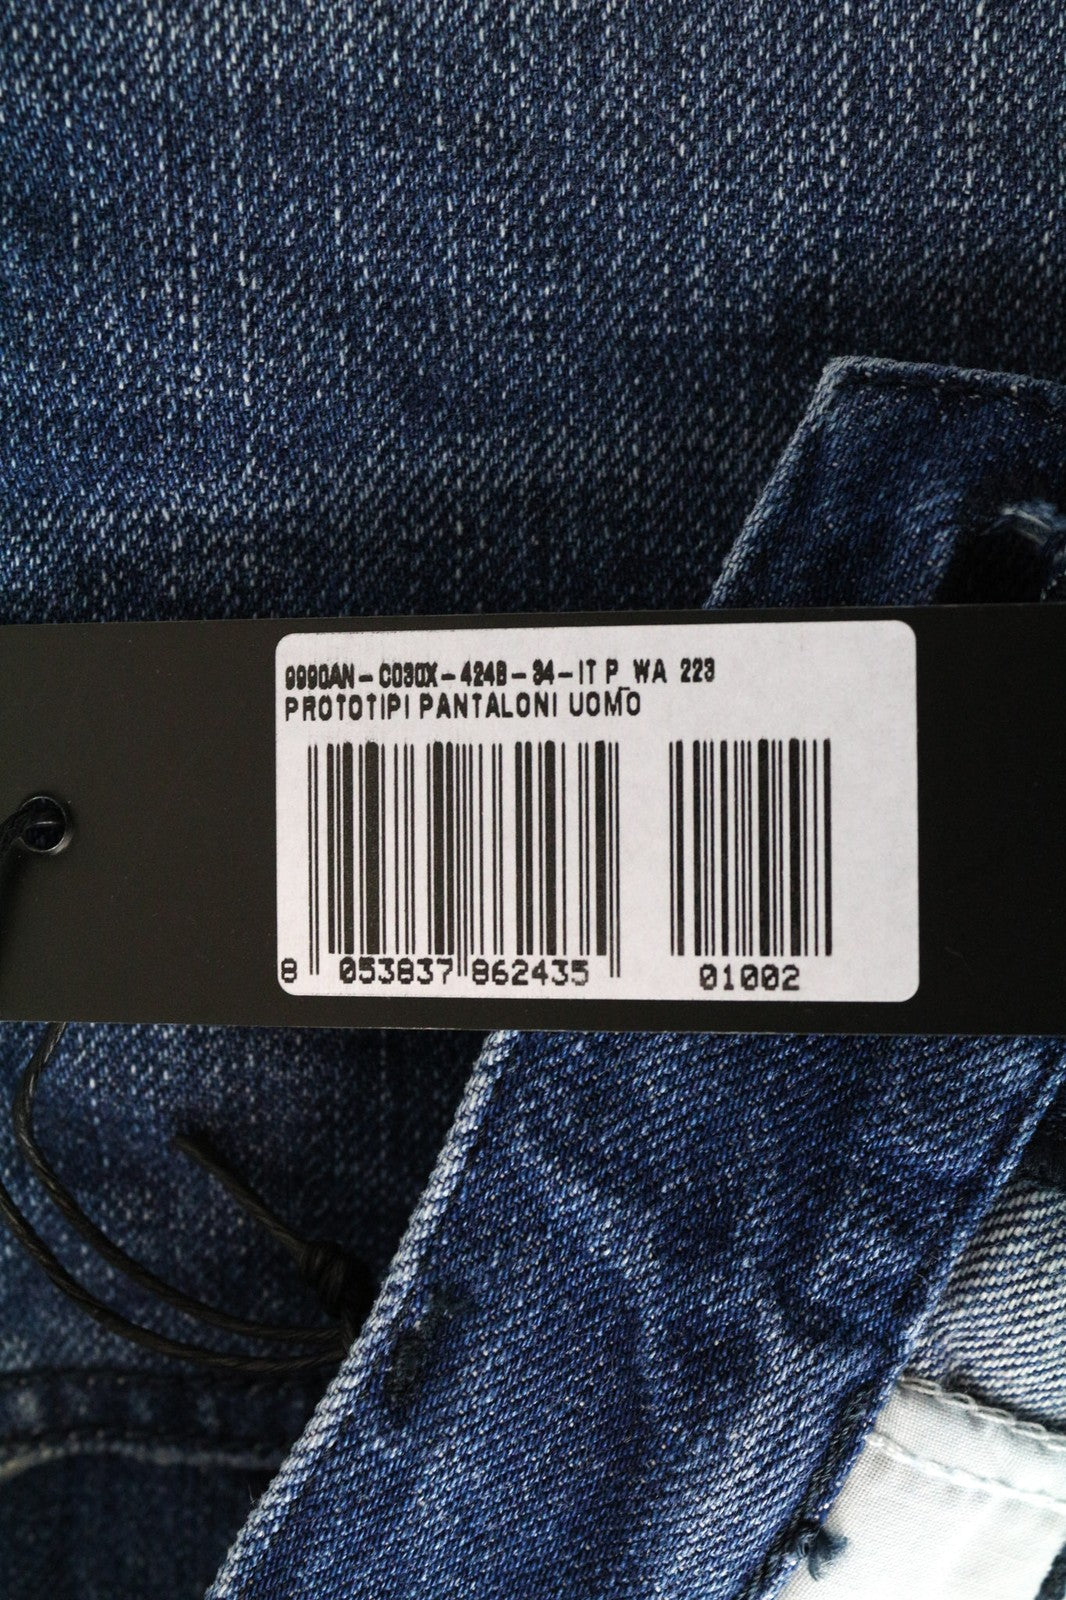 9990AN-C030X-4248-34-IT P_WA 223
PROTOTIPI PANTALONI UOMO
8 053837 862435 01002